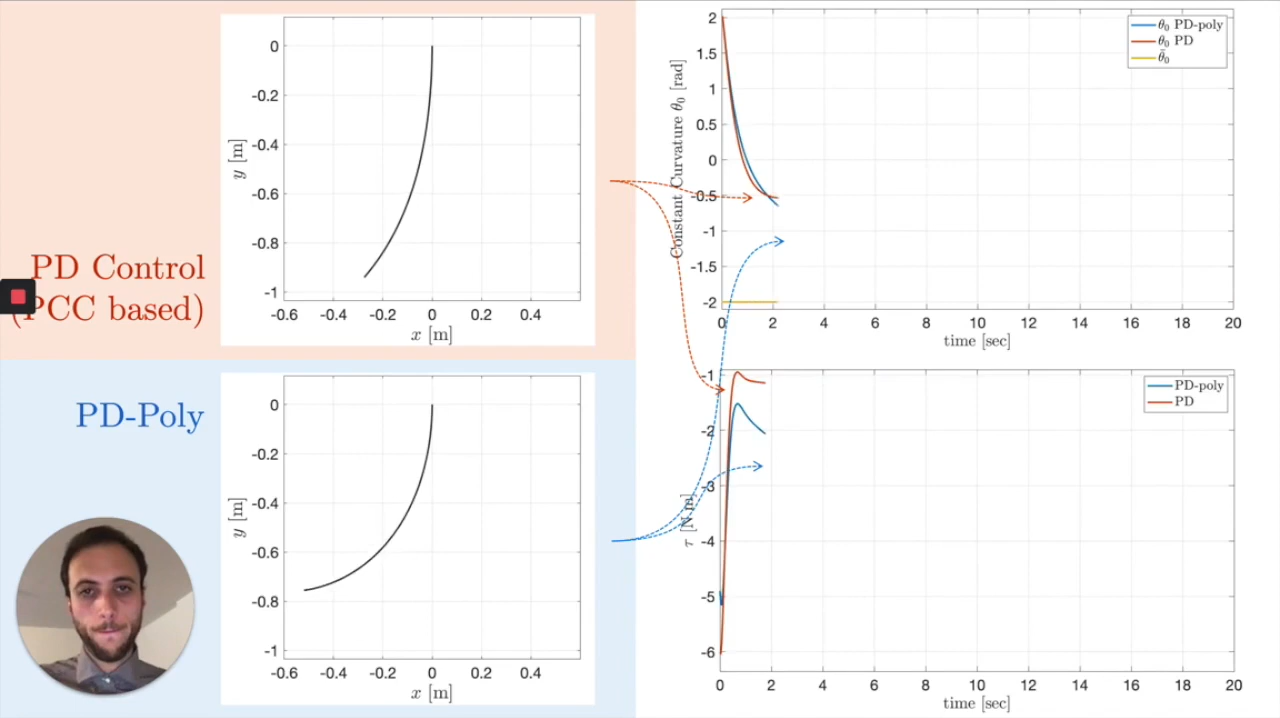 0
-0.2
-0.4
-0.6
-0.8
-1
y [m]
-0.6 -0.4 -0.2 0 0.2 0.4
x [m]
PD Control
(PCC based)
0
-0.2
-0.4
-0.6
-0.8
-1
y [m]
-0.6 -0.4 -0.2 0 0.2 0.4
x [m]
PD-Poly
2
1.5
1
0.5
0
-0.5
-1
-1.5
-2
Constant Curvature θ₀ [rad]
θ₀ PD-poly
θ₀ PD
θ̄₀
0 2 4 6 8 10 12 14 16 18 20
time [sec]
-1
-2
-3
-4
-5
-6
τ [N m]
PD-poly
PD
0 2 4 6 8 10 12 14 16 18 20
time [sec]